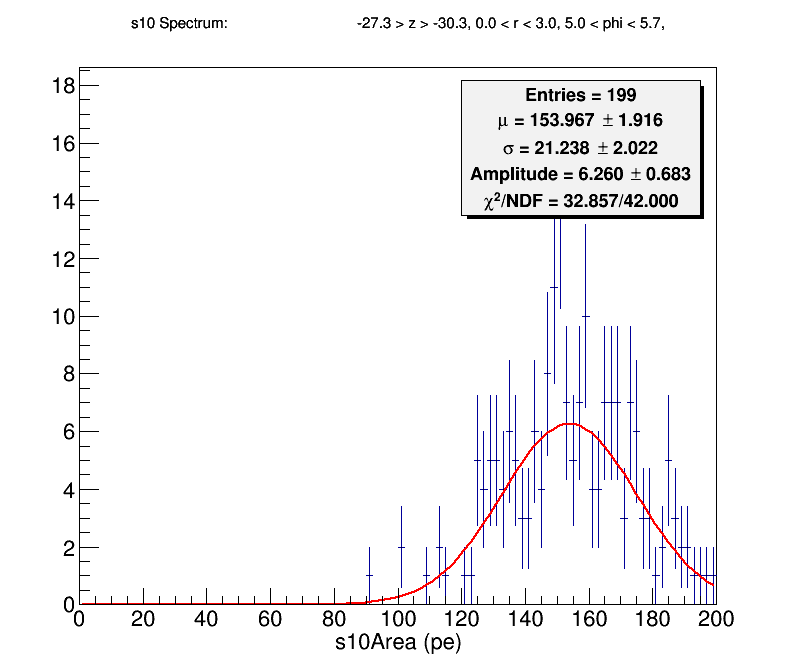 s10 Spectrum: -27.3 > z > -30.3, 0.0 < r < 3.0, 5.0 < phi < 5.7,
Entries = 199
μ = 153.967 ± 1.916
σ = 21.238 ± 2.022
Amplitude = 6.260 ± 0.683
χ²/NDF = 32.857/42.000
18
16
14
12
10
8
6
4
2
0
0 20 40 60 80 100 120 140 160 180 200
s10Area (pe)